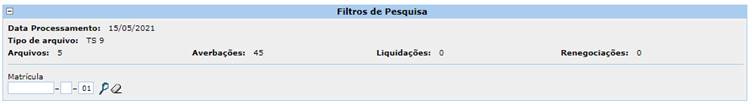 Filtros de Pesquisa
Data Processamento: 15/05/2021
Tipo de arquivo: TS 9
Arquivos: 5 Averbações: 45 Liquidações: 0 Renegociações: 0
Matrícula
- - 01